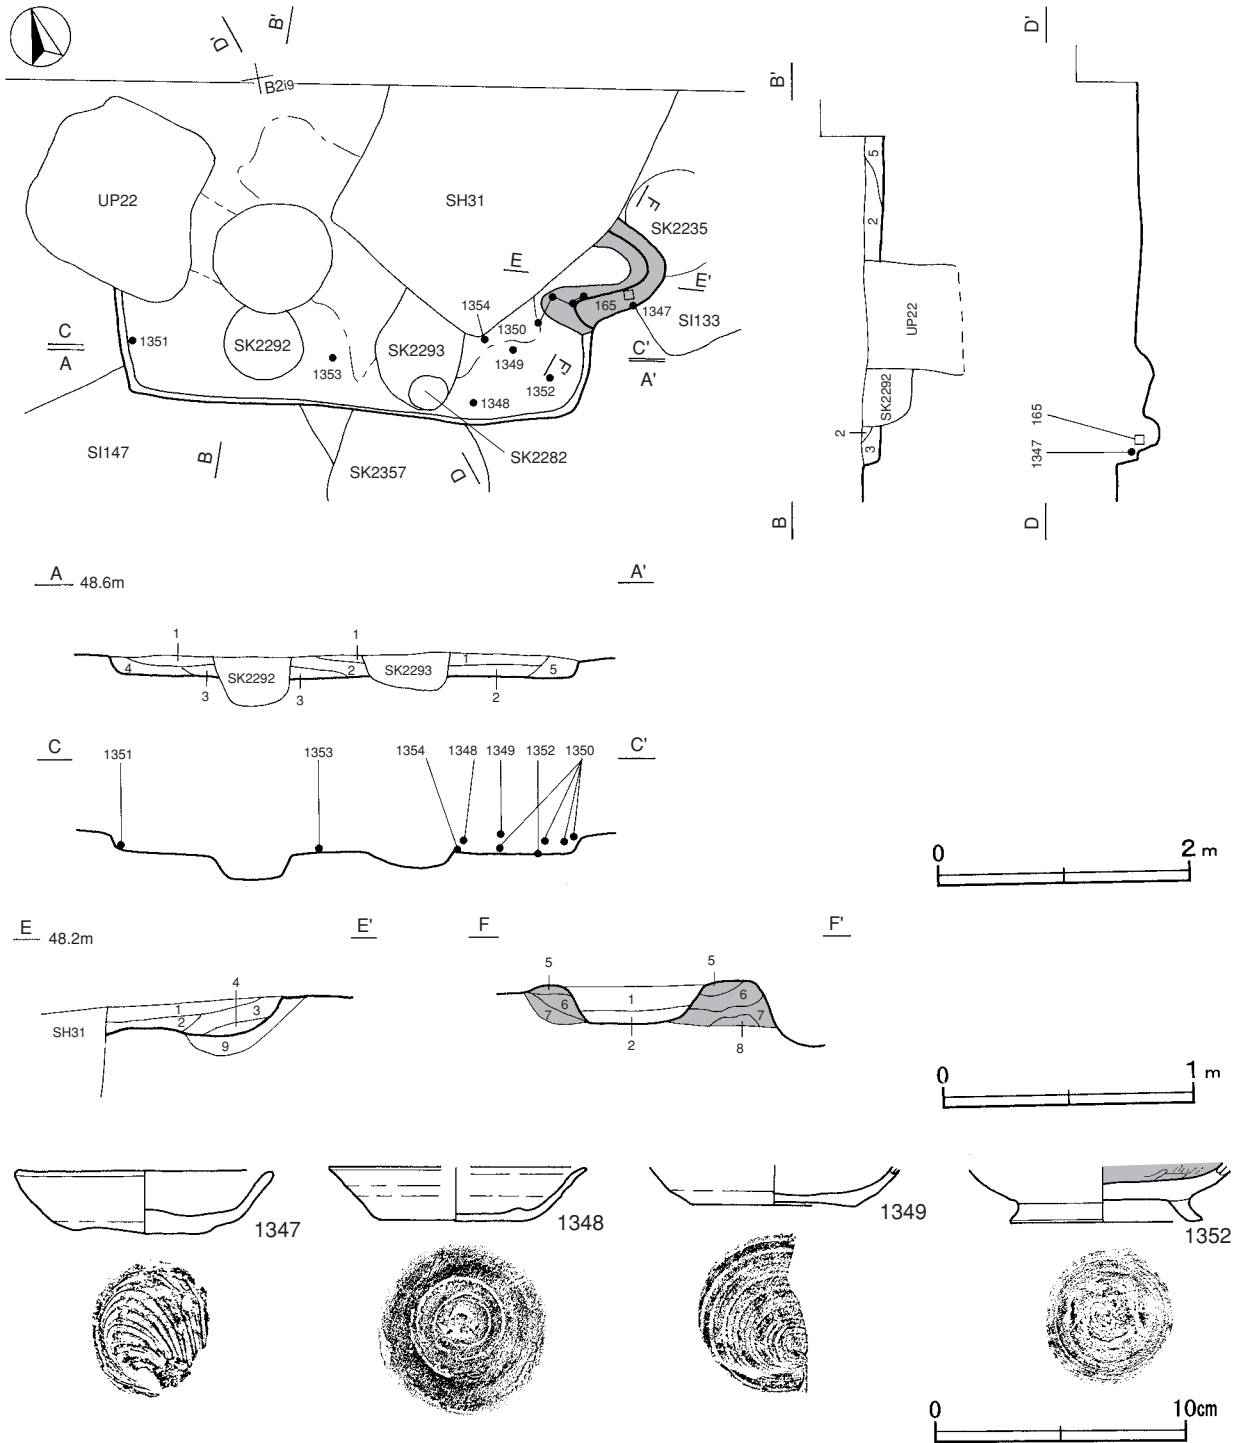 B'
D'
B2i9
B'
D'
UP22
SH31
F'
SK2235
E
E'
1354
1350
165
1347
SI133
C
A
1351
SK2292
1353
SK2293
1349
C'
A'
F
1352
1348
SI147
B
SK2357
D
SK2282
5
2
UP22
SK2292
2
3
B
165
1347
D
A 48.6m
A'
1
1
1
4
3
SK2292
3
2
SK2293
2
5
C
1351
1353
1354
1348
1349
1352
1350
C'
0
2 m
E 48.2m
E'
F
F'
4
1
2
3
SH31
9
5
5
6
7
1
6
7
2
8
0
1 m
1347
1348
1349
1352
0
10cm